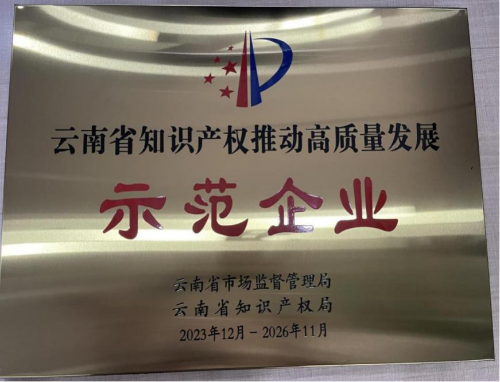 云南省知识产权推动高质量发展
示范企业
云南省市场监督管理局
云南省知识产权局
2023年12月－2026年11月